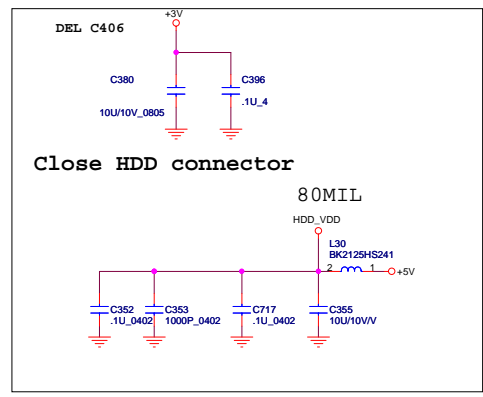 +3V
DEL C406
C380
C396
.1U_4
10U/10V_0805
Close HDD connector
80MIL
HDD_VDD
L30
BK2125HS241
2
1
+5V
C352
C353
C717
C355
.1U_0402
1000P_0402
.1U_0402
10U/10V/V